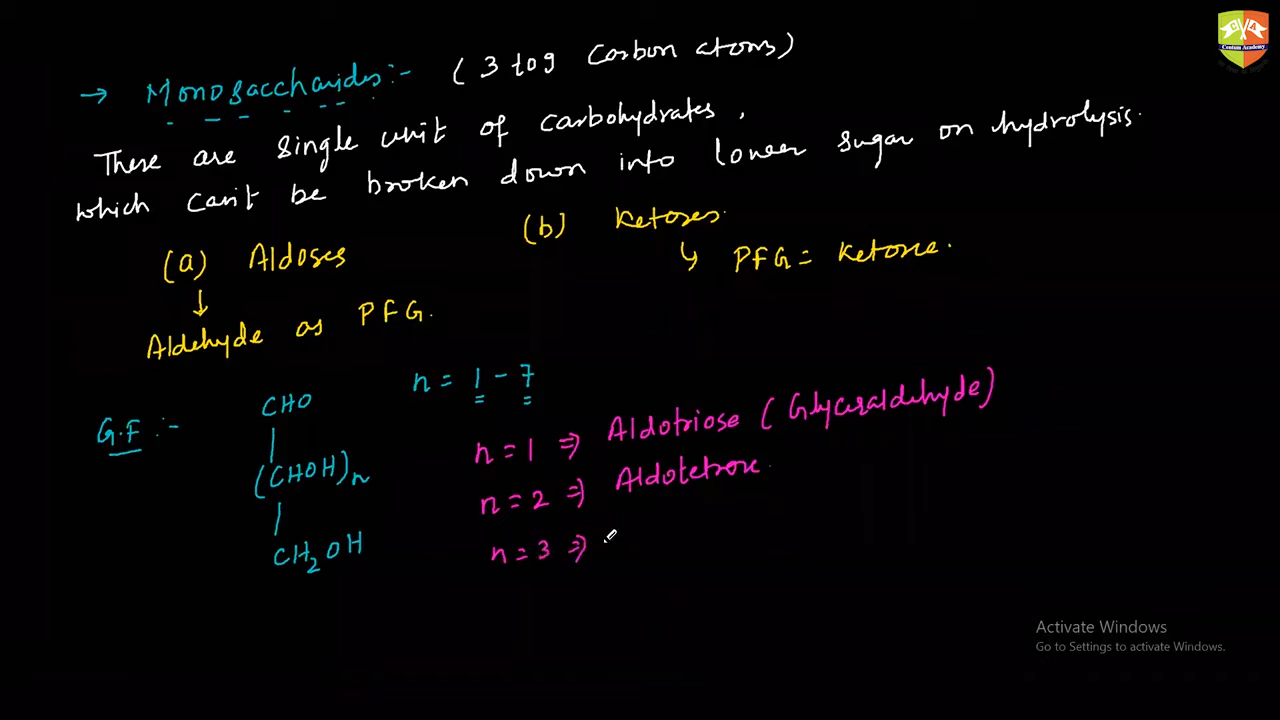 → Monosaccharides:- (3 to 9 Carbon atoms)
These are single unit of carbohydrates,
which can't be broken down into lower sugar on hydrolysis.
(a) Aldoses
(b) Ketoses.
↳ PFG = Ketone.
↓
Aldehyde as PFG.
G.F :-
CHO
|
(CHOH)n
|
CH2OH
n = 1 - 7
n = 1 ⇒ Aldotriose (Glyceraldehyde)
n = 2 ⇒ Aldotetrose
n = 3 ⇒
Centum Academy
Activate Windows
Go to Settings to activate Windows.